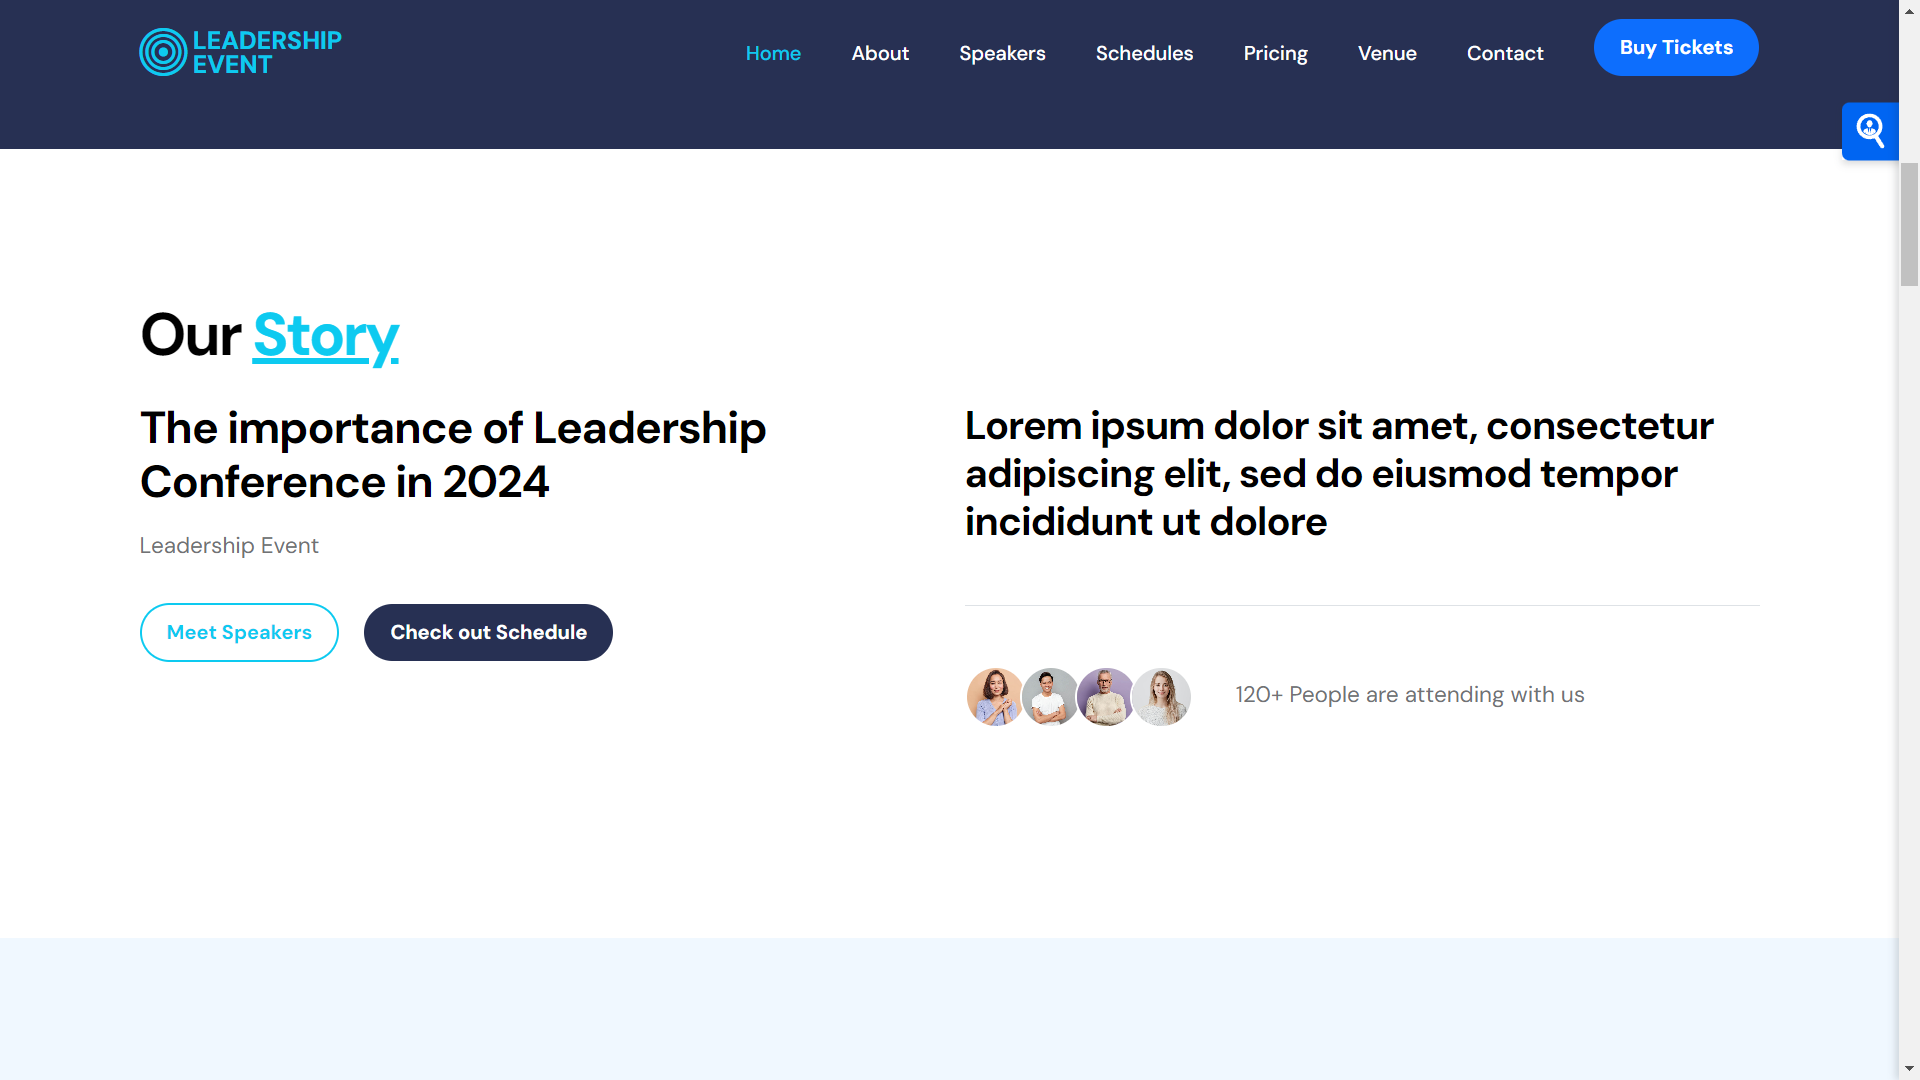 LEADERSHIP
EVENT
Home
About
Speakers
Schedules
Pricing
Venue
Contact
Buy Tickets
Our Story
The importance of Leadership
Conference in 2024
Leadership Event
Meet Speakers
Check out Schedule
Lorem ipsum dolor sit amet, consectetur
adipiscing elit, sed do eiusmod tempor
incididunt ut dolore
120+ People are attending with us